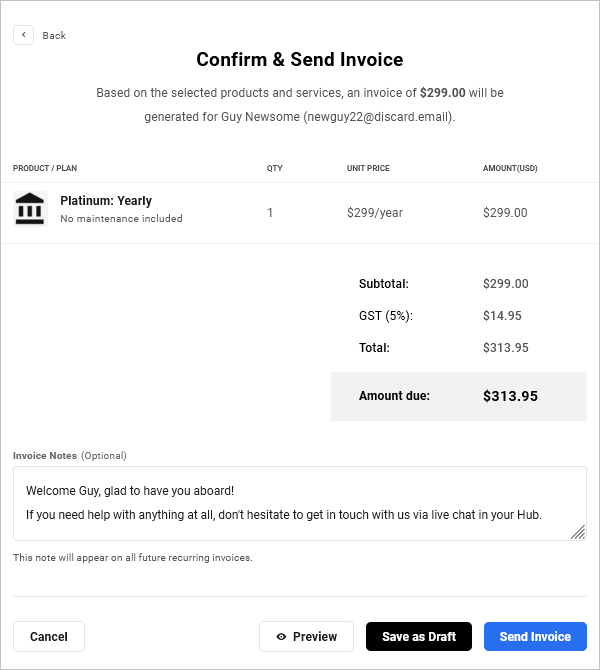 Back
Confirm & Send Invoice
Based on the selected products and services, an invoice of $299.00 will be
generated for Guy Newsome (newguy22@discard.email).
PRODUCT / PLAN QTY UNIT PRICE AMOUNT(USD)
Platinum: Yearly
No maintenance included
1 $299/year $299.00
Subtotal: $299.00
GST (5%): $14.95
Total: $313.95
Amount due: $313.95
Invoice Notes (Optional)
Welcome Guy, glad to have you aboard!
If you need help with anything at all, don't hesitate to get in touch with us via live chat in your Hub.
This note will appear on all future recurring invoices.
Cancel Preview Save as Draft Send Invoice